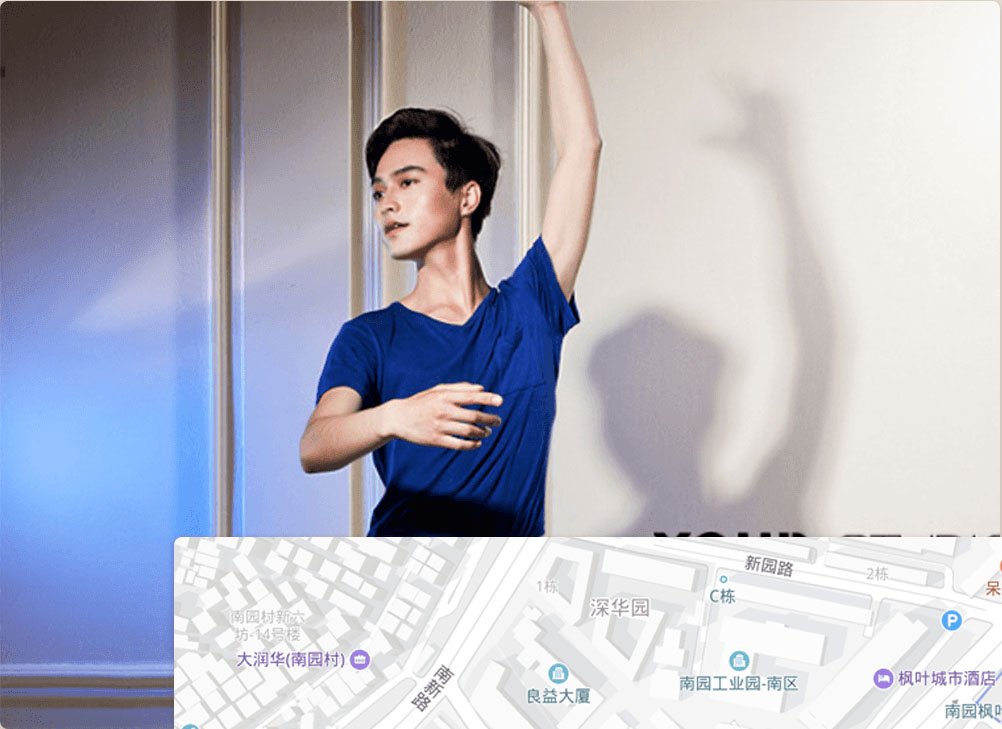 新园路
1栋
2栋
C栋
深华园
南园村新六
坊-14号楼
大润华(南园村)
南新路
良益大厦
南园工业园-南区
P
枫叶城市酒店
南园枫叶
呆